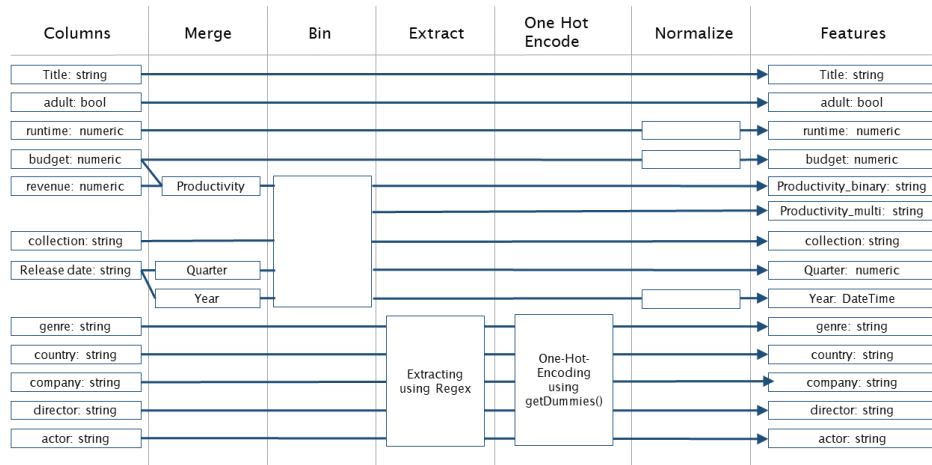 Columns Merge Bin Extract One Hot Encode Normalize Features
Title: string Title: string
adult: bool adult: bool
runtime: numeric runtime: numeric
budget: numeric budget: numeric
revenue: numeric Productivity Productivity_binary: string
Productivity_multi: string
collection: string collection: string
Release date: string Quarter Quarter: numeric
Year Year: DateTime
genre: string genre: string
country: string country: string
company: string Extracting using Regex One-Hot-Encoding using getDummies() company: string
director: string director: string
actor: string actor: string